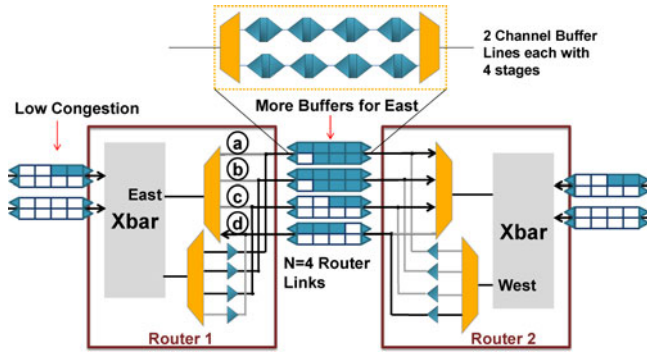 2 Channel Buffer
Lines each with
4 stages
Low Congestion
More Buffers for East
a
b
c
d
East
Xbar
Xbar
West
N=4 Router
Links
Router 1
Router 2